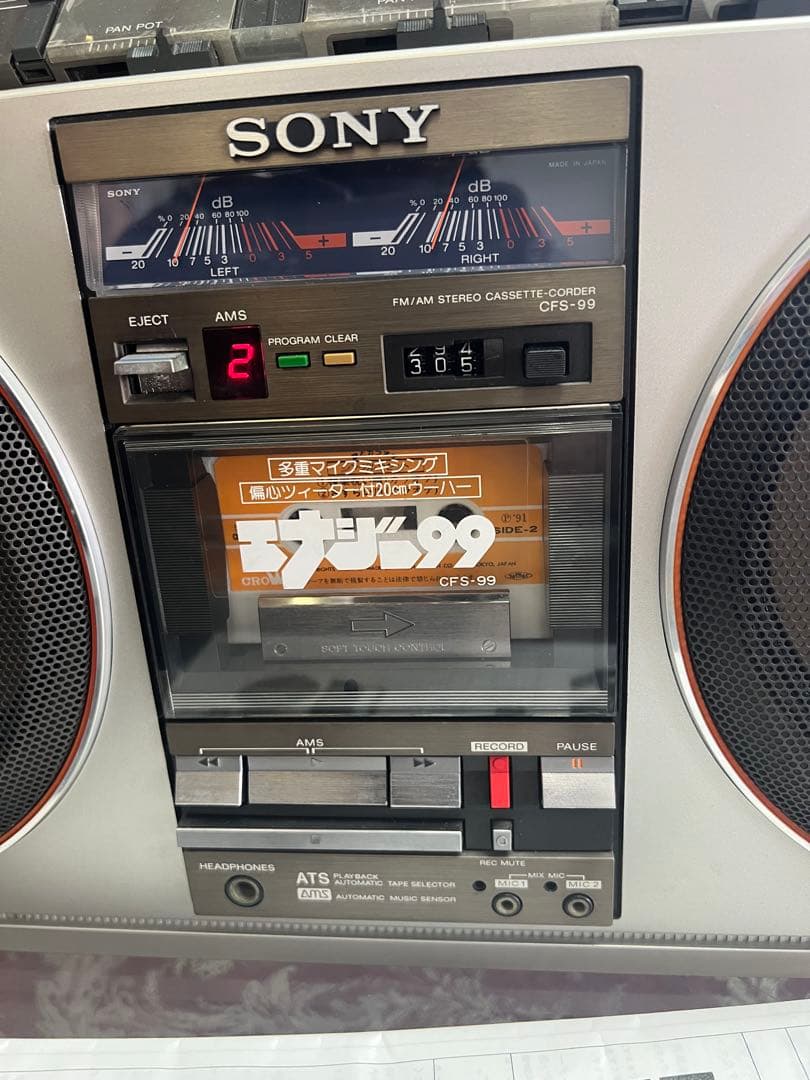 PAN POT
SONY
SONY
MADE IN JAPAN
dB
dB
% 0 20 40 60 80 100
% 0 20 40 60 80 100
− +
− +
20 10 7 5 3 0 3 5
20 10 7 5 3 0 3 5
LEFT
RIGHT
FM/AM STEREO CASSETTE-CORDER
CFS-99
EJECT
AMS
PROGRAM CLEAR
2
305
多重マイクミキシング
偏心ツィーター付20cmウーハー
Ⓟ'91
SIDE-2
エナジー99
TOKYO, JAPAN
CROW
CFS-99
SOFT TOUCH CONTROL
AMS
RECORD
PAUSE
REC MUTE
HEADPHONES
ATS PLAYBACK AUTOMATIC TAPE SELECTOR
AMS AUTOMATIC MUSIC SENSOR
MIX MIC
MIC 1
MIC 2